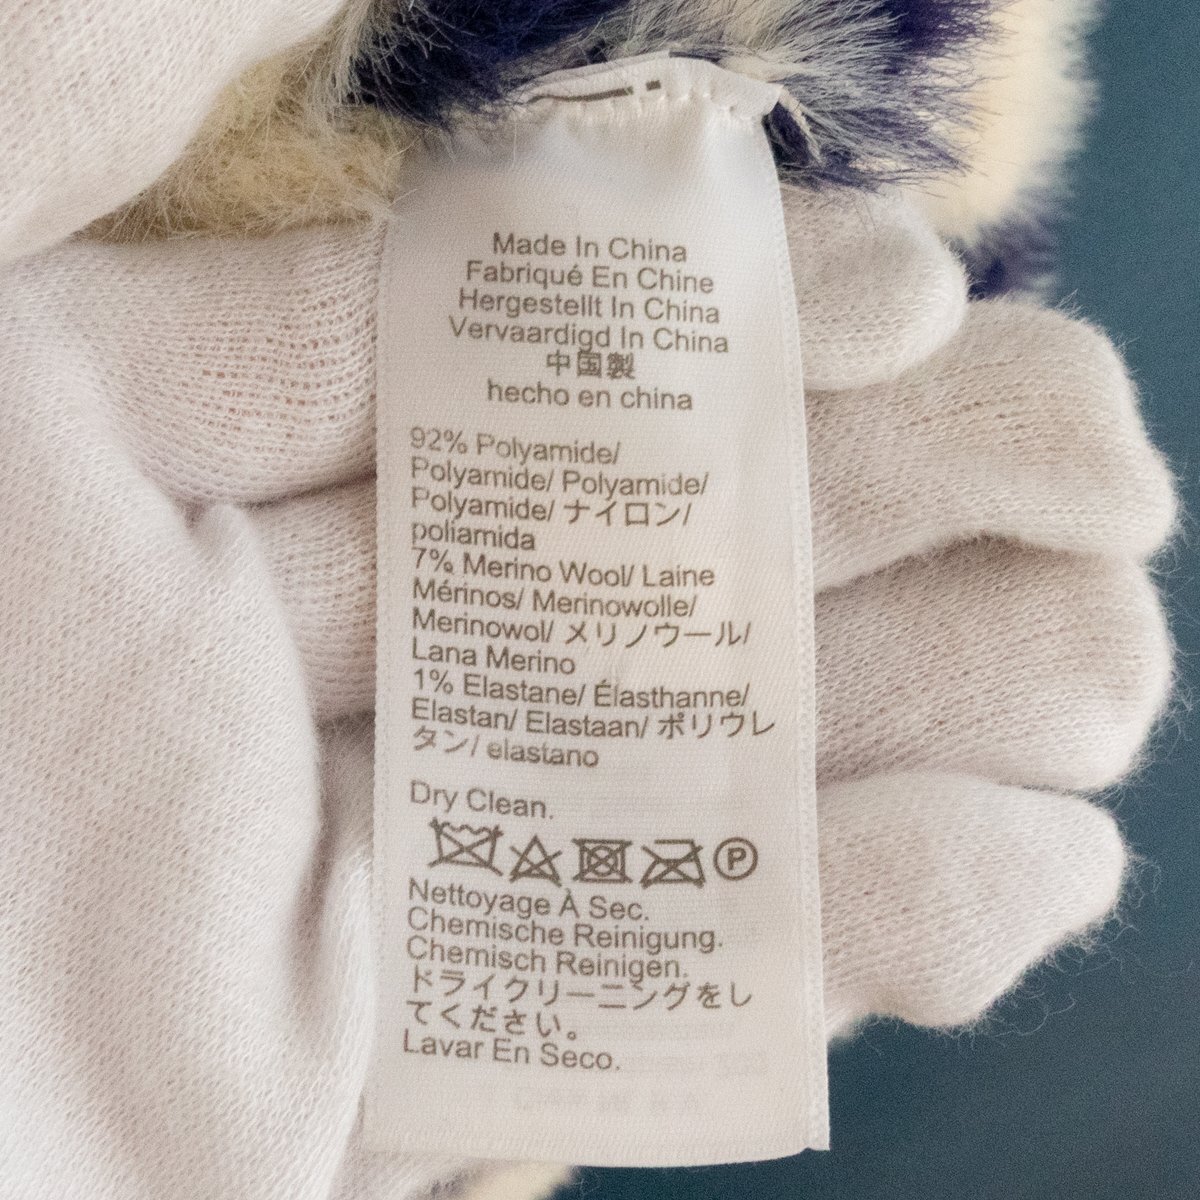 Made In China
Fabriqué En Chine
Hergestellt In China
Vervaardigd In China
中国製
hecho en china
92% Polyamide/
Polyamide/ Polyamide/
Polyamide/ ナイロン/
poliamida
7% Merino Wool/ Laine
Mérinos/ Merinowolle/
Merinowol/ メリノウール/
Lana Merino
1% Elastane/ Élasthanne/
Elastan/ Elastaan/ ポリウレ
タン/ elastano
Dry Clean.
P
Nettoyage À Sec.
Chemische Reinigung.
Chemisch Reinigen.
ドライクリーニングをし
てください。
Lavar En Seco.